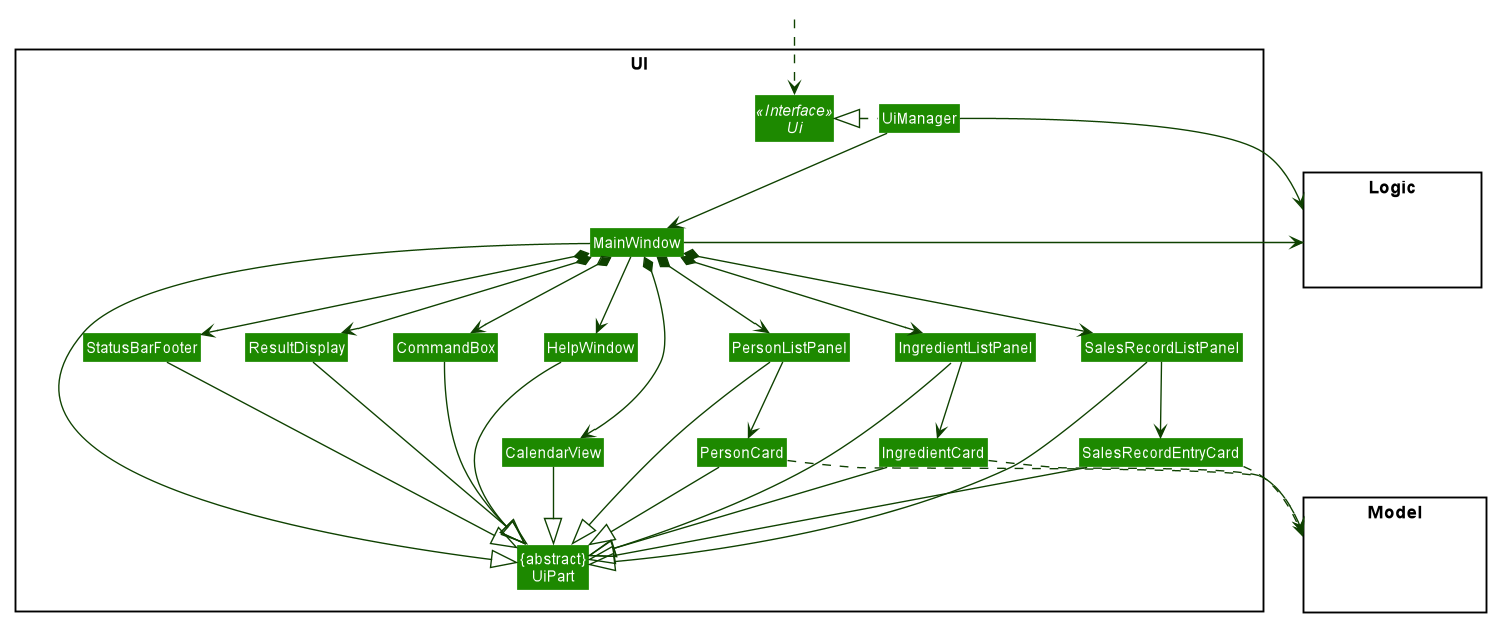 UI
«Interface»
Ui
UiManager
Logic
MainWindow
StatusBarFooter
ResultDisplay
CommandBox
HelpWindow
PersonListPanel
IngredientListPanel
SalesRecordListPanel
CalendarView
PersonCard
IngredientCard
SalesRecordEntryCard
Model
{abstract}
UiPart